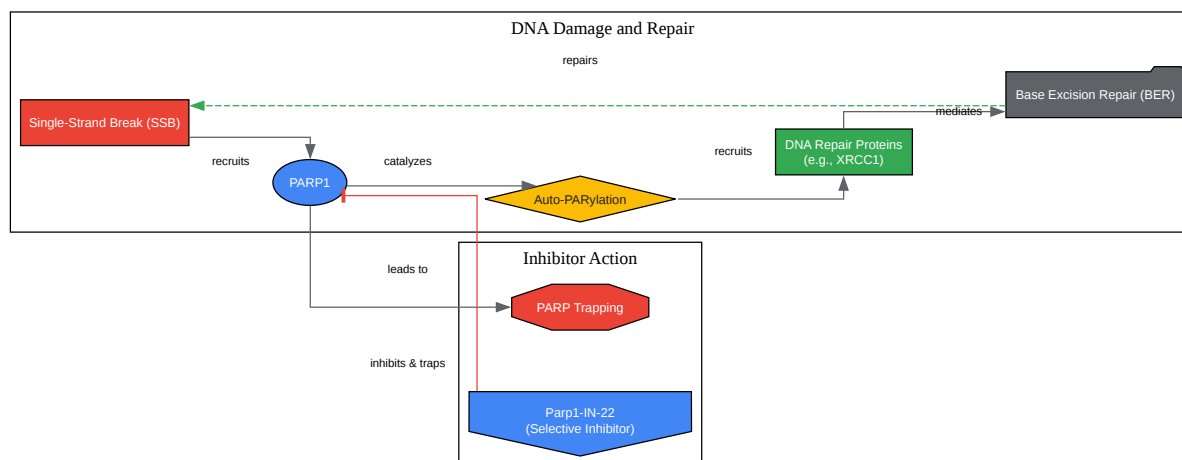 DNA Damage and Repair
repairs
Base Excision Repair (BER)
Single-Strand Break (SSB)
mediates
DNA Repair Proteins
(e.g., XRCC1)
recruits
catalyzes
recruits
PARP1
Auto-PARylation
Inhibitor Action
leads to
PARP Trapping
inhibits & traps
Parp1-IN-22
(Selective Inhibitor)